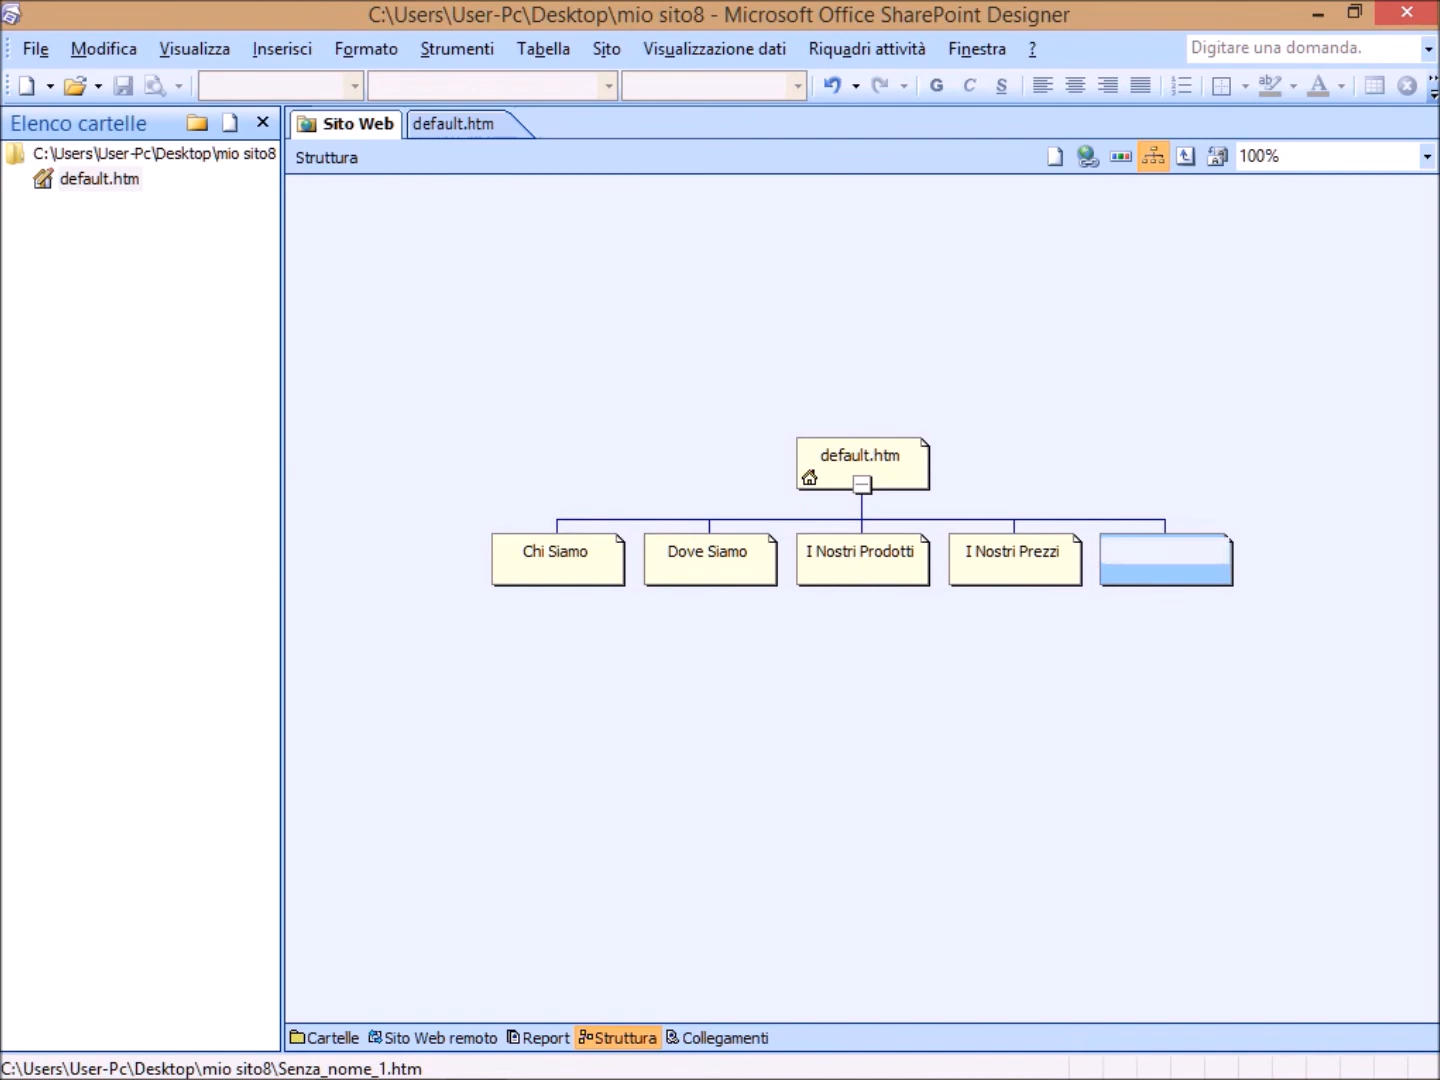 C:\Users\User-Pc\Desktop\mio sito8 - Microsoft Office SharePoint Designer
File Modifica Visualizza Inserisci Formato Strumenti Tabella Sito Visualizzazione dati Riquadri attività Finestra ? Digitare una domanda.
G C S ab A
Elenco cartelle
C:\Users\User-Pc\Desktop\mio sito8
default.htm
Sito Web default.htm
Struttura 100%
default.htm
Chi Siamo Dove Siamo I Nostri Prodotti I Nostri Prezzi
Cartelle Sito Web remoto Report Struttura Collegamenti
C:\Users\User-Pc\Desktop\mio sito8\Senza_nome_1.htm